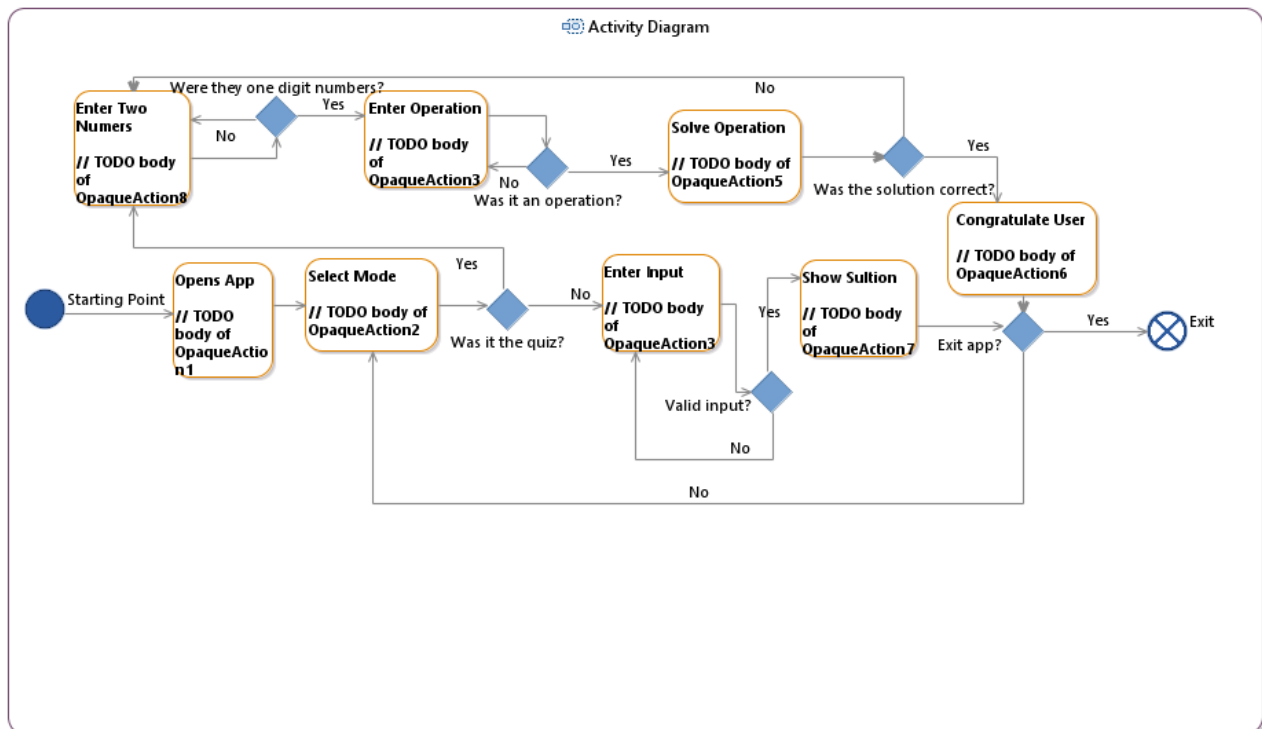 Activity Diagram
Were they one digit numbers?
No
Enter Two
Numers
// TODO body
of
OpaqueAction8
No
Yes
Enter Operation
// TODO body
of
OpaqueAction3
No
Was it an operation?
Yes
Solve Operation
// TODO body of
OpaqueAction5
Yes
Was the solution correct?
Congratulate User
// TODO body of
OpaqueAction6
Starting Point
Opens App
// TODO
body of
OpaqueActio
n1
Select Mode
// TODO body of
OpaqueAction2
Yes
Was it the quiz?
No
Enter Input
// TODO body
of
OpaqueAction3
Valid input?
Yes
No
Show Sultion
// TODO body
of
OpaqueAction7
Exit app?
Yes
Exit
No